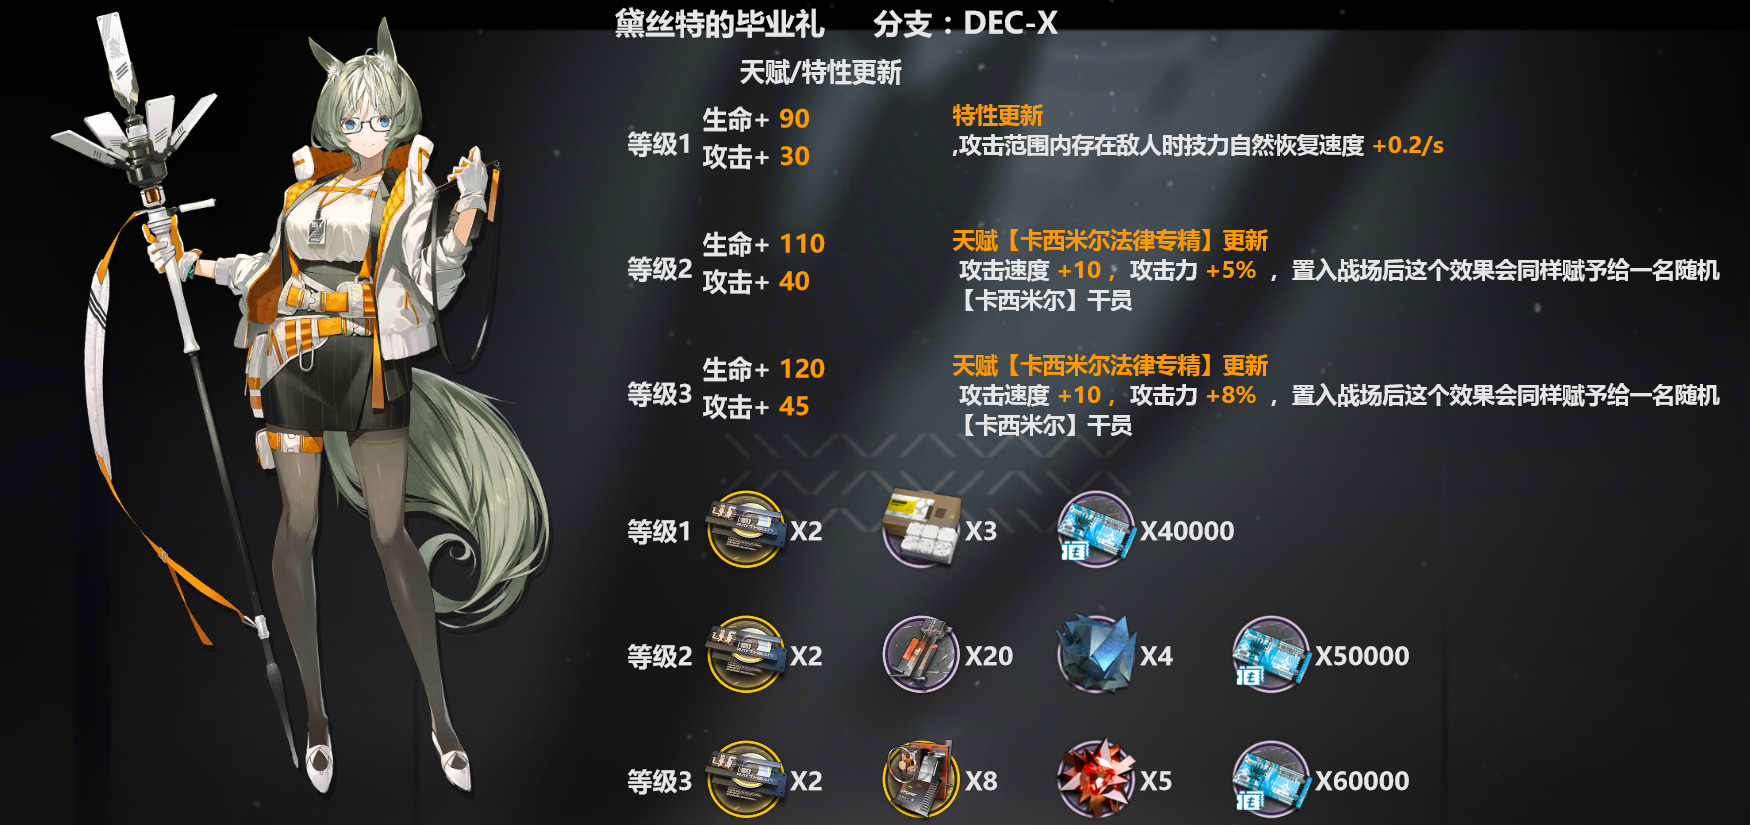 黛丝特的毕业礼 分支：DEC-X
天赋/特性更新
等级1
生命+ 90
攻击+ 30
特性更新
,攻击范围内存在敌人时技力自然恢复速度 +0.2/s
等级2
生命+ 110
攻击+ 40
天赋【卡西米尔法律专精】更新
攻击速度 +10 ，攻击力 +5% ，置入战场后这个效果会同样赋予给一名随机
【卡西米尔】干员
等级3
生命+ 120
攻击+ 45
天赋【卡西米尔法律专精】更新
攻击速度 +10 ，攻击力 +8% ，置入战场后这个效果会同样赋予给一名随机
【卡西米尔】干员
等级1 X2 X3 X40000
等级2 X2 X20 X4 X50000
等级3 X2 X8 X5 X60000